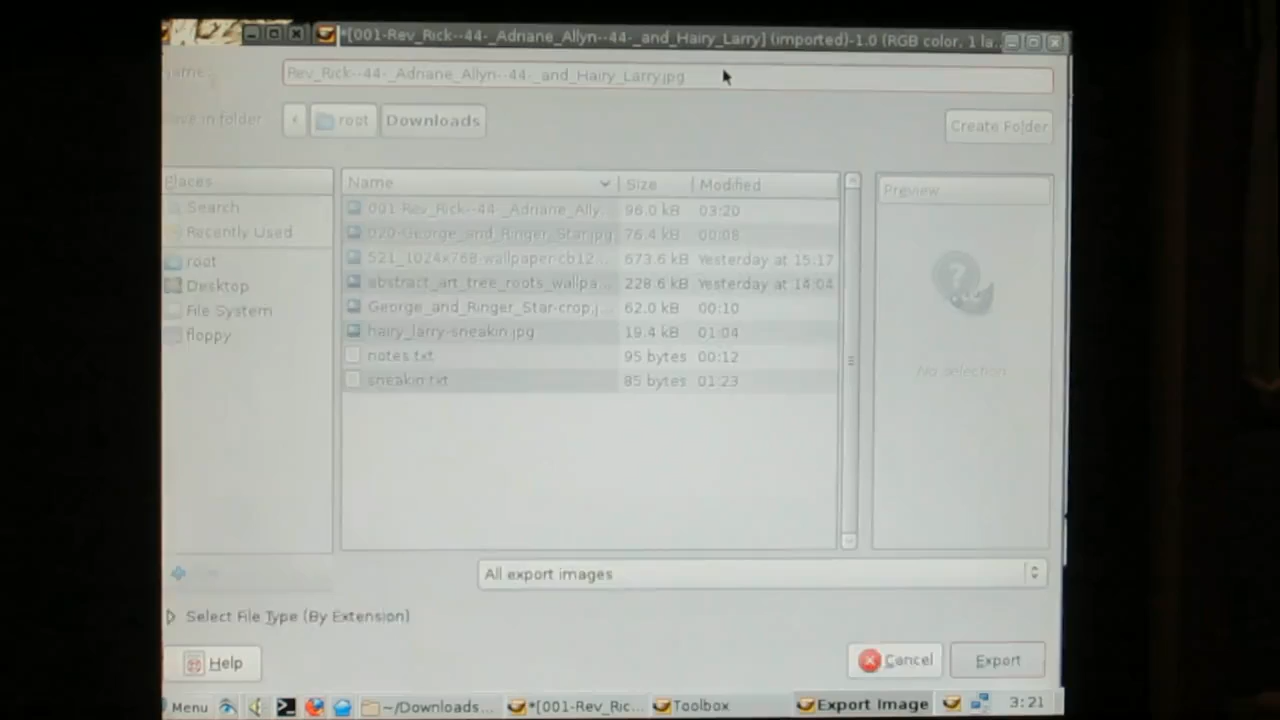 *[001-Rev_Rick--44-_Adriane_Allyn--44-_and_Hairy_Larry] (imported)-1.0 (RGB color, 1 la...
Rev_Rick--44-_Adriane_Allyn--44-_and_Hairy_Larry.jpg
ave in folder
root
Downloads
Create Folder
Places
Name
Size
Modified
Preview
Search
Recently Used
root
Desktop
File System
floppy
001-Rev_Rick--44-_Adriane_Ally... 96.0 kB 03:20
020-George_and_Ringer_Star.jpg 76.4 kB 00:08
521_1024x768-wallpaper-cb12... 673.6 kB Yesterday at 15:17
abstract_art_tree_roots_wallpa... 228.6 kB Yesterday at 14:04
George_and_Ringer_Star-crop.j... 62.0 kB 00:10
hairy_larry-sneakin.jpg 19.4 kB 01:04
notes.txt 95 bytes 00:12
sneakin.txt 85 bytes 01:23
No selection
All export images
Select File Type (By Extension)
Help
Cancel
Export
Menu
~/Downloads...
*[001-Rev_Ric...
Toolbox
Export Image
3:21